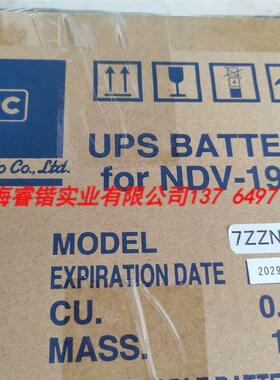 C
Co.,Ltd.
UPS BATTE
for NDV-19
海睿锴实业有限公司137 6497
MODEL 7ZZN
EXPIRATION DATE 2029
CU. 0.
MASS. 1